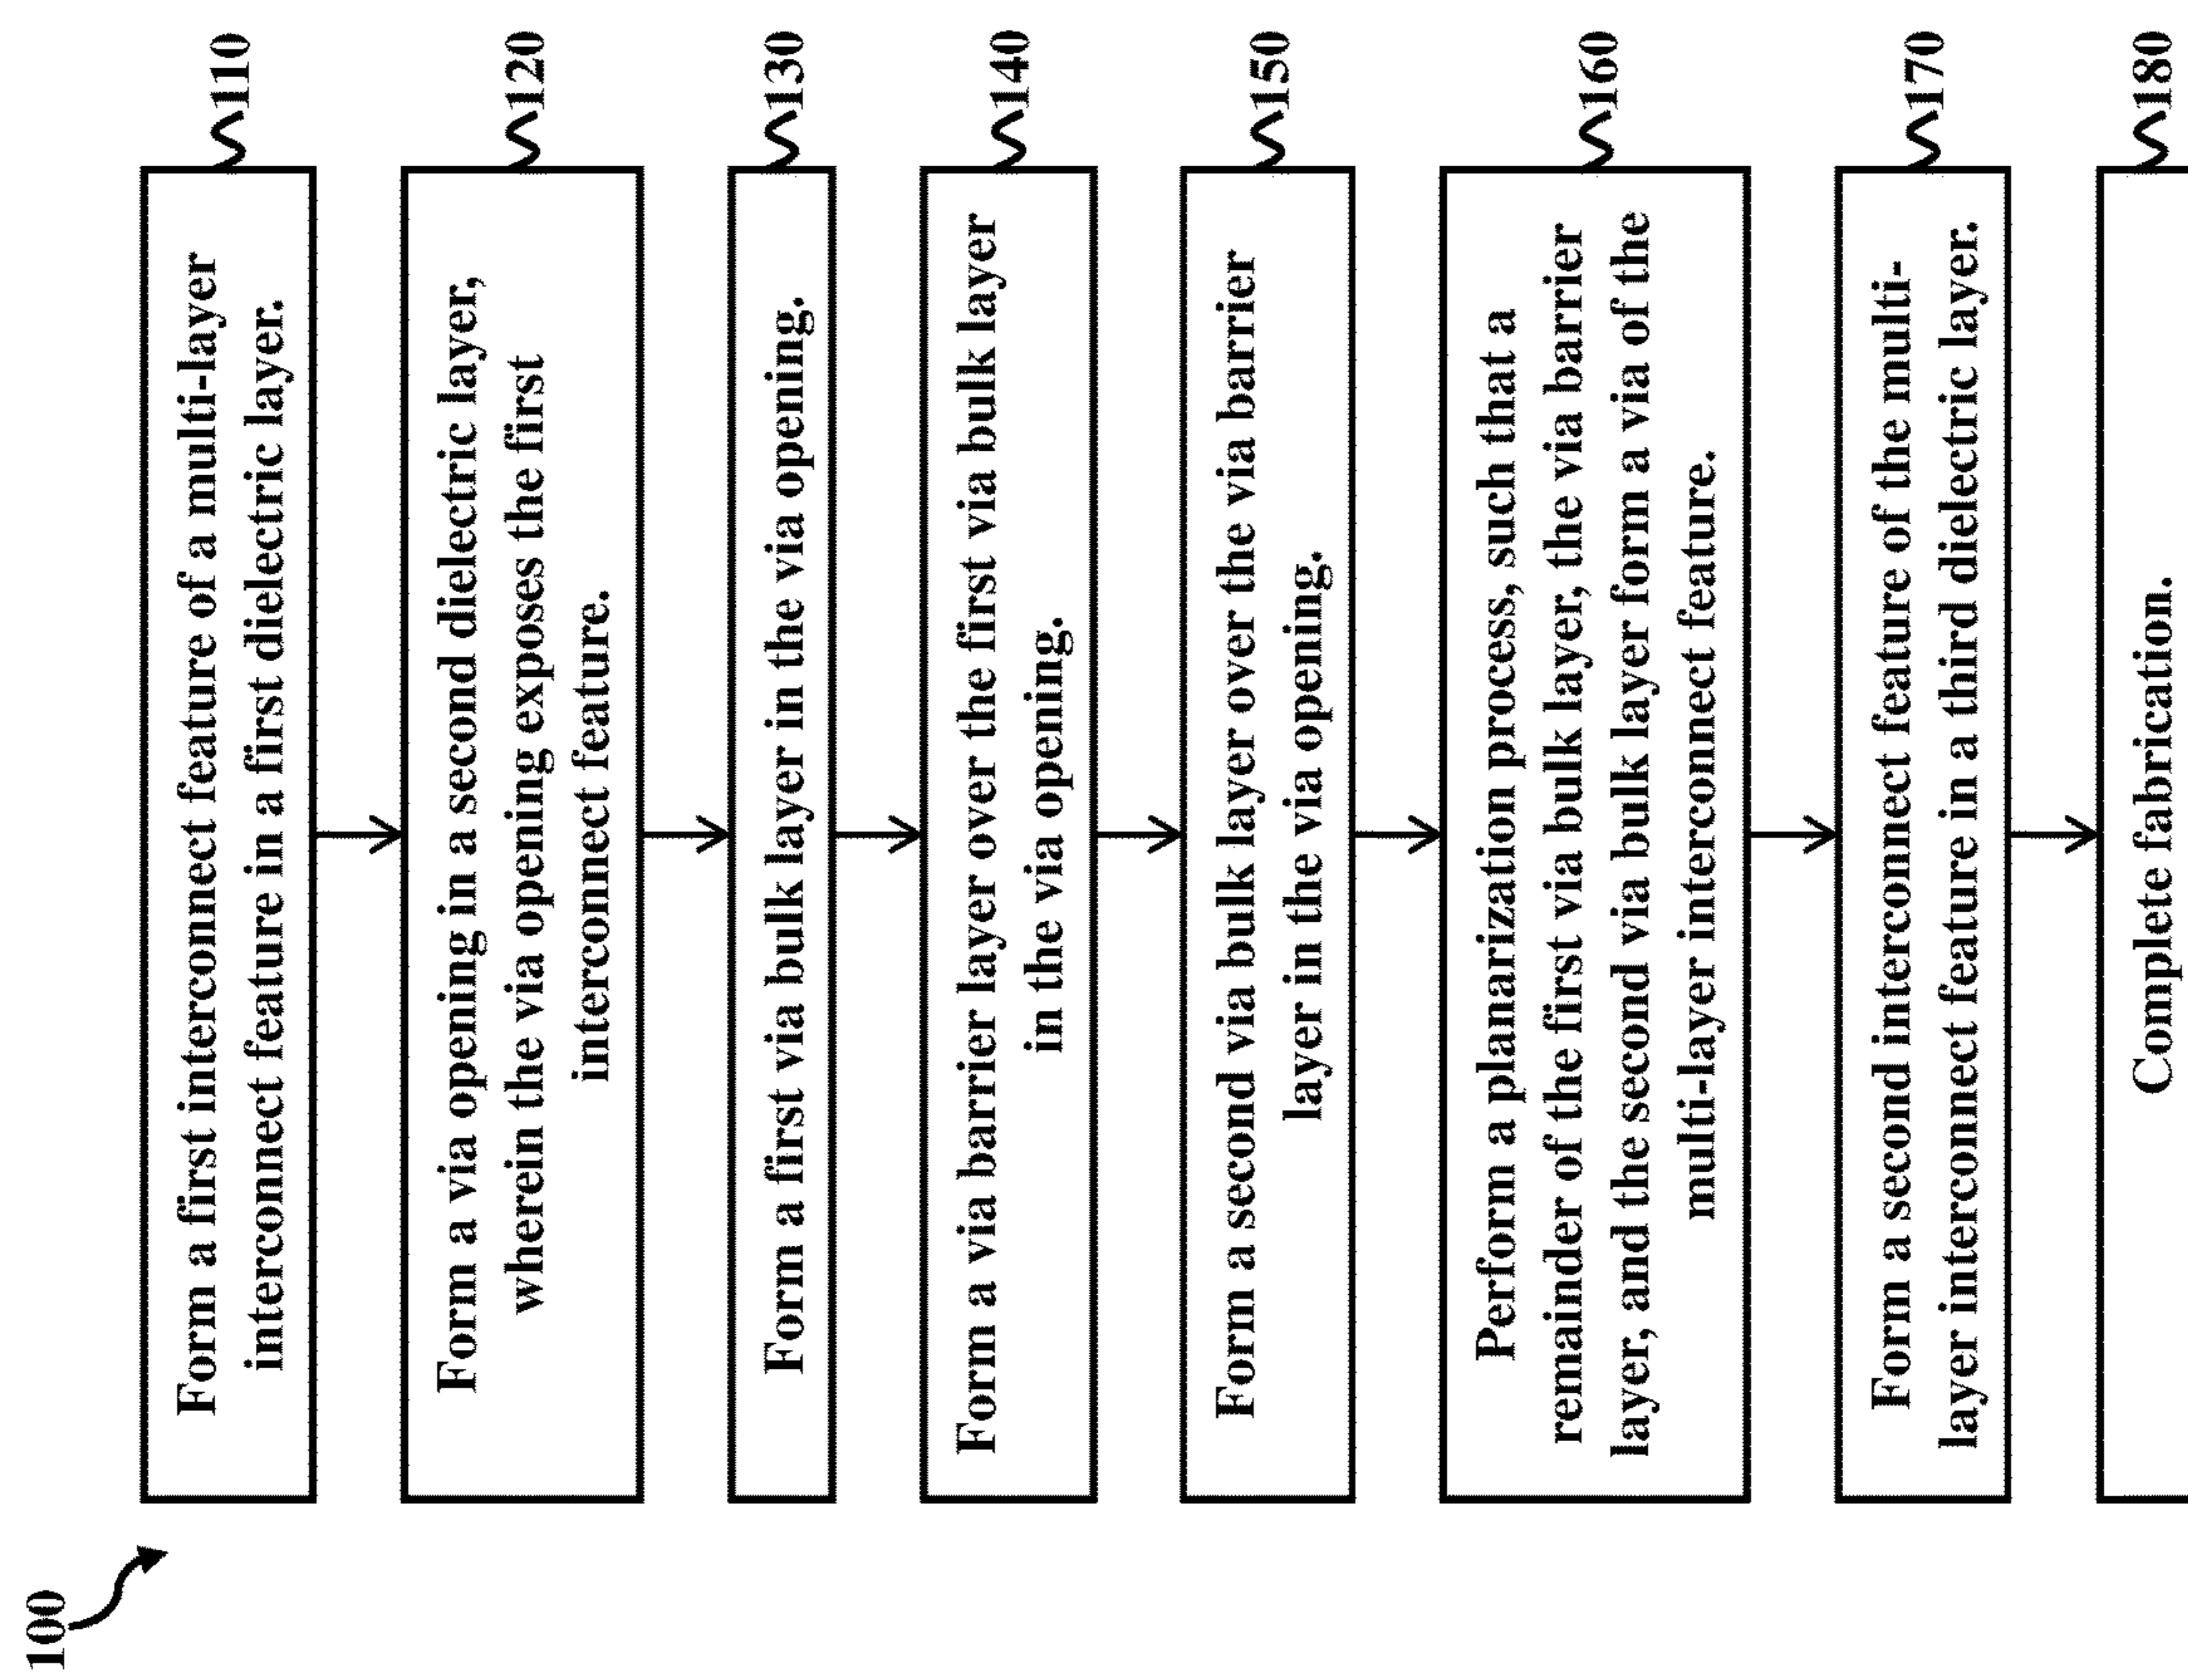 100
Form a first interconnect feature of a multi-layer
interconnect feature in a first dielectric layer.
110
Form a via opening in a second dielectric layer,
wherein the via opening exposes the first
interconnect feature.
120
Form a first via bulk layer in the via opening.
130
Form a via barrier layer over the first via bulk layer
in the via opening.
140
Form a second via bulk layer over the via barrier
layer in the via opening.
150
Perform a planarization process, such that a
remainder of the first via bulk layer, the via barrier
layer, and the second via bulk layer form a via of the
multi-layer interconnect feature.
160
Form a second interconnect feature of the multi-
layer interconnect feature in a third dielectric layer.
170
Complete fabrication.
180